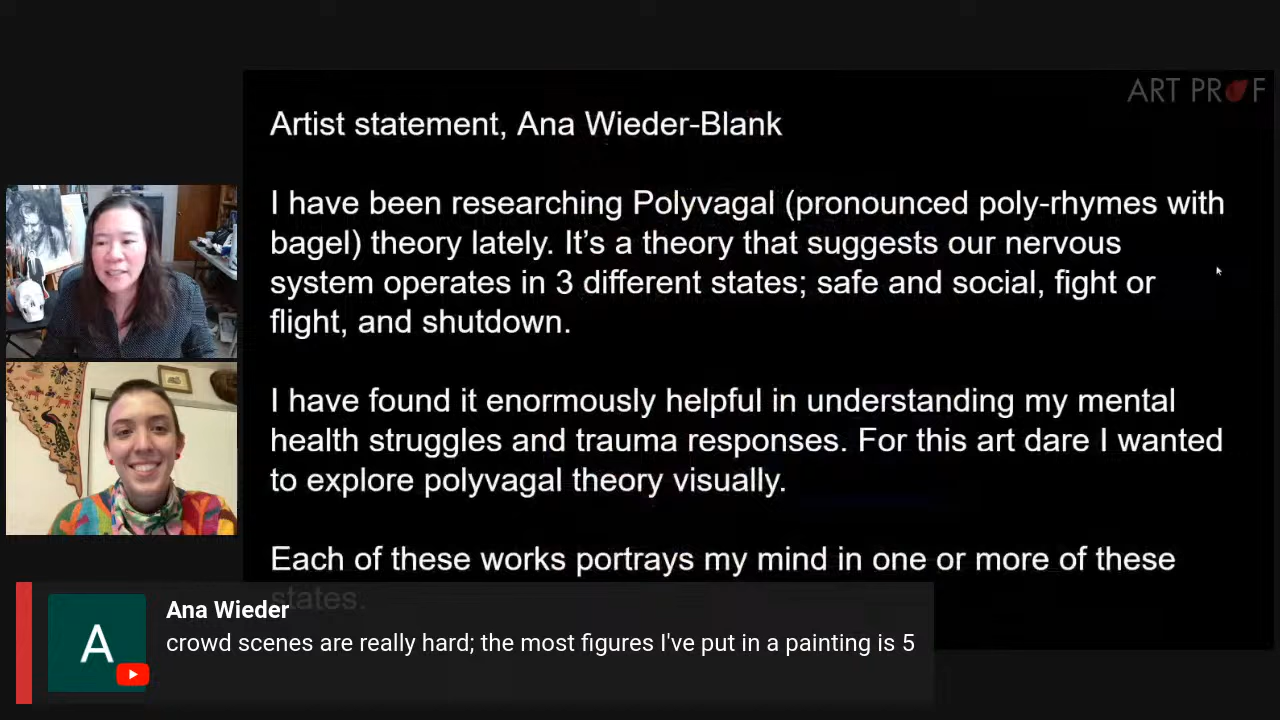 ART PROF
Artist statement, Ana Wieder-Blank
I have been researching Polyvagal (pronounced poly-rhymes with
bagel) theory lately. It’s a theory that suggests our nervous
system operates in 3 different states; safe and social, fight or
flight, and shutdown.
I have found it enormously helpful in understanding my mental
health struggles and trauma responses. For this art dare I wanted
to explore polyvagal theory visually.
Each of these works portrays my mind in one or more of these
states.
A
Ana Wieder
crowd scenes are really hard; the most figures I've put in a painting is 5